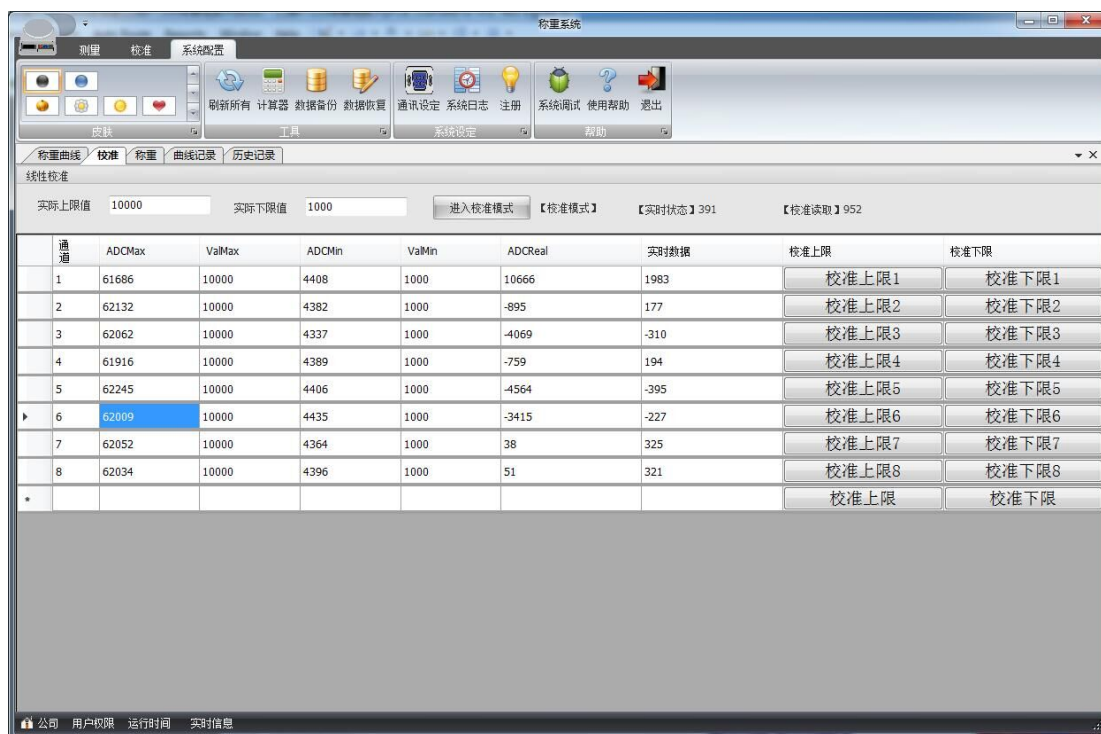 称重系统
测里 校准 系统配置
刷新所有 计算器 数据备份 数据恢复 通讯设定 系统日志 注册 系统调试 使用帮助 退出
皮肤 工具 系统设定 帮助
称重曲线 校准 称重 曲线记录 历史记录
线性校准
实际上限值 10000 实际下限值 1000 进入校准模式 【校准模式】 【实时状态】391 【校准读取】952
通道 ADCMax ValMax ADCMin ValMin ADCReal 实时数据 校准上限 校准下限
1 61686 10000 4408 1000 10666 1983 校准上限1 校准下限1
2 62132 10000 4382 1000 -895 177 校准上限2 校准下限2
3 62062 10000 4337 1000 -4069 -310 校准上限3 校准下限3
4 61916 10000 4389 1000 -759 194 校准上限4 校准下限4
5 62245 10000 4406 1000 -4564 -395 校准上限5 校准下限5
6 62009 10000 4435 1000 -3415 -227 校准上限6 校准下限6
7 62052 10000 4364 1000 38 325 校准上限7 校准下限7
8 62034 10000 4396 1000 51 321 校准上限8 校准下限8
校准上限 校准下限
公司 用户权限 运行时间 实时信息